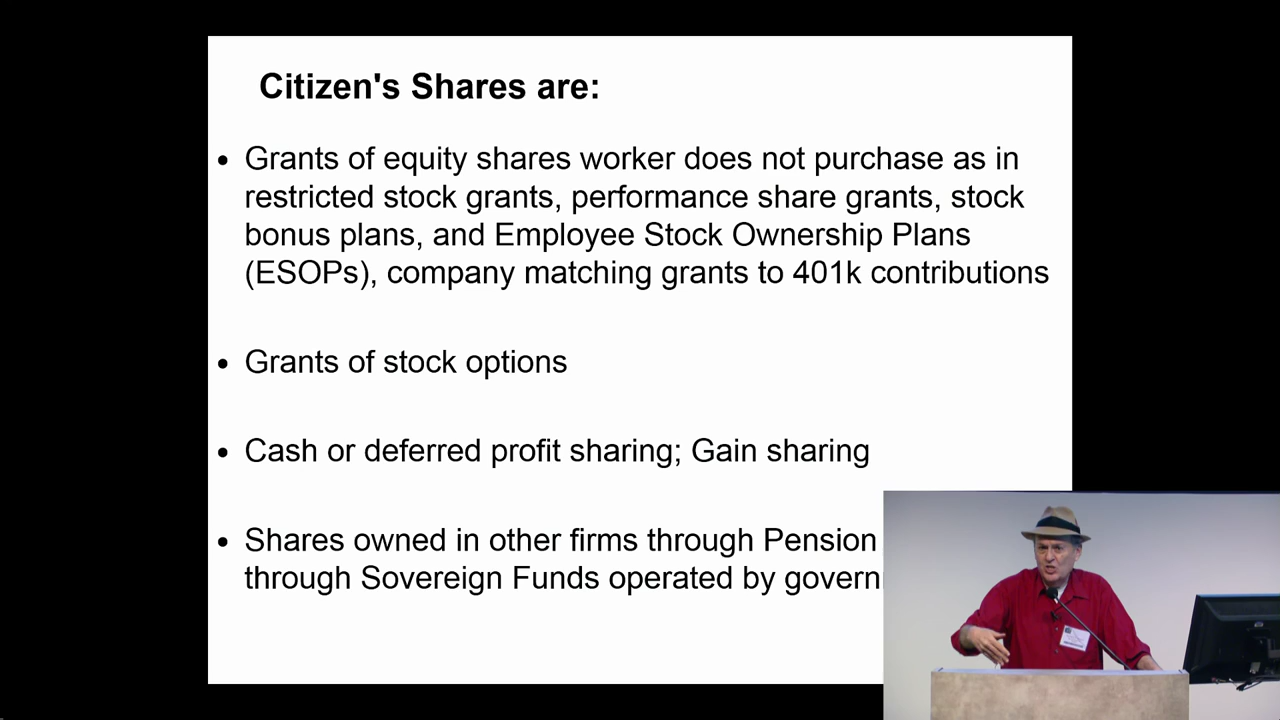 Citizen's Shares are:
• Grants of equity shares worker does not purchase as in
restricted stock grants, performance share grants, stock
bonus plans, and Employee Stock Ownership Plans
(ESOPs), company matching grants to 401k contributions
• Grants of stock options
• Cash or deferred profit sharing; Gain sharing
• Shares owned in other firms through Pension
through Sovereign Funds operated by